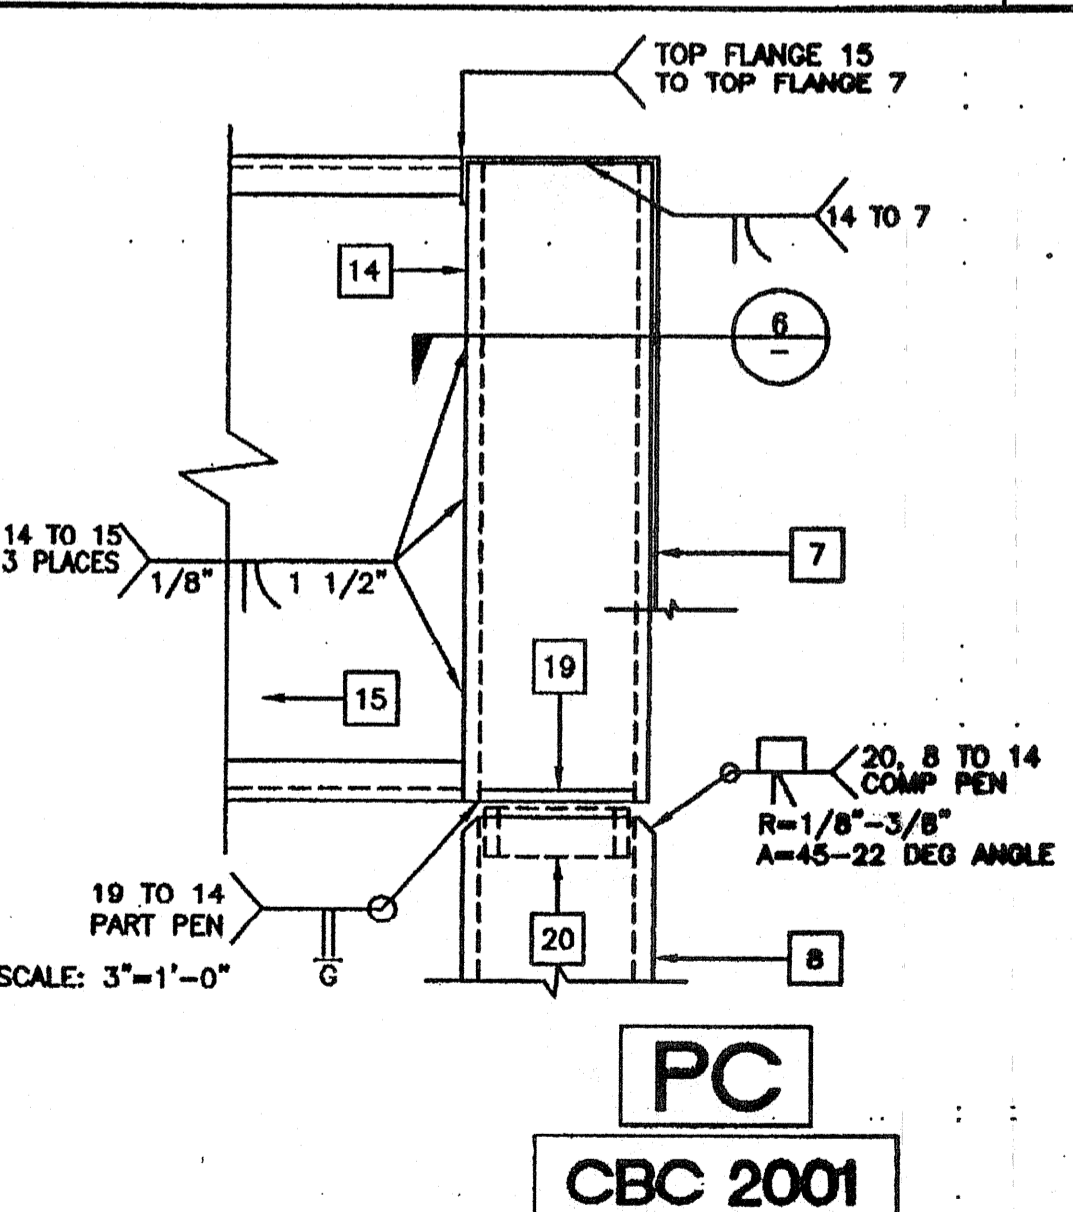 TOP FLANGE 15
TO TOP FLANGE 7
14 TO 7
14
6
–
14 TO 15
3 PLACES
1/8"
1 1/2"
7
19
15
20, 8 TO 14
COMP PEN
R=1/8"-3/8"
A=45-22 DEG ANGLE
19 TO 14
PART PEN
G
20
8
SCALE: 3"=1'-0"
PC
CBC 2001